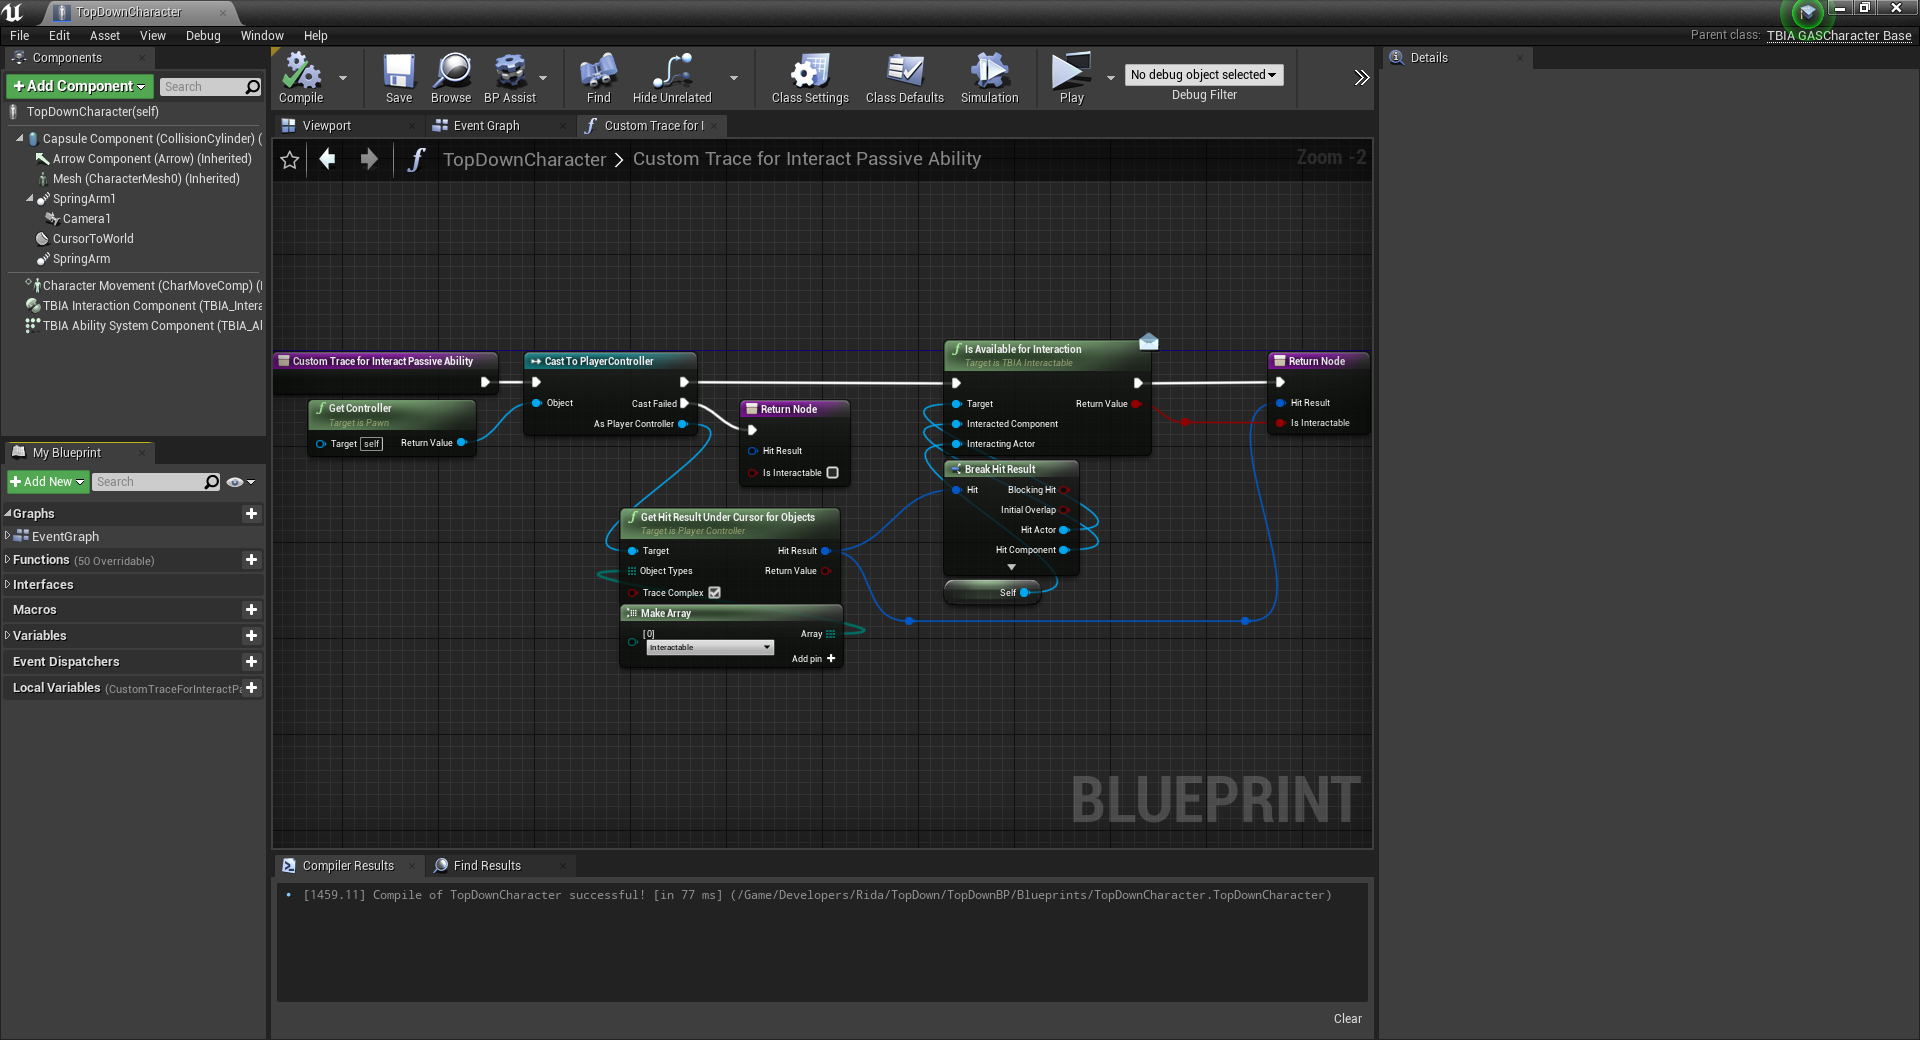 TopDownCharacter
File Edit Asset View Debug Window Help
Parent class: TBIA GASCharacter Base
Components
+Add Component
Search
TopDownCharacter(self)
Capsule Component (CollisionCylinder) (
Arrow Component (Arrow) (Inherited)
Mesh (CharacterMesh0) (Inherited)
SpringArm1
Camera1
CursorToWorld
SpringArm
Character Movement (CharMoveComp) (I
TBIA Interaction Component (TBIA_Intera
TBIA Ability System Component (TBIA_Al
My Blueprint
+Add New
Search
Graphs
EventGraph
Functions (50 Overridable)
Interfaces
Macros
Variables
Event Dispatchers
Local Variables (CustomTraceForInteractPa
Compile
Save
Browse
BP Assist
Find
Hide Unrelated
Class Settings
Class Defaults
Simulation
Play
No debug object selected
Debug Filter
Viewport
Event Graph
Custom Trace for I
TopDownCharacter > Custom Trace for Interact Passive Ability
Zoom -2
Custom Trace for Interact Passive Ability
Get Controller
Target is Pawn
Target self Return Value
Cast To PlayerController
Object Cast Failed
As Player Controller
Return Node
Hit Result
Is Interactable
Get Hit Result Under Cursor for Objects
Target is Player Controller
Target Hit Result
Object Types Return Value
Trace Complex
Make Array
[0] Array
Interactable
Add pin +
Is Available for Interaction
Target is TBIA Interactable
Target Return Value
Interacted Component
Interacting Actor
Break Hit Result
Hit Blocking Hit
Initial Overlap
Hit Actor
Hit Component
Self
Return Node
Hit Result
Is Interactable
BLUEPRINT
Compiler Results
Find Results
[1459.11] Compile of TopDownCharacter successful! [in 77 ms] (/Game/Developers/Rida/TopDown/TopDownBP/Blueprints/TopDownCharacter.TopDownCharacter)
Clear
Details